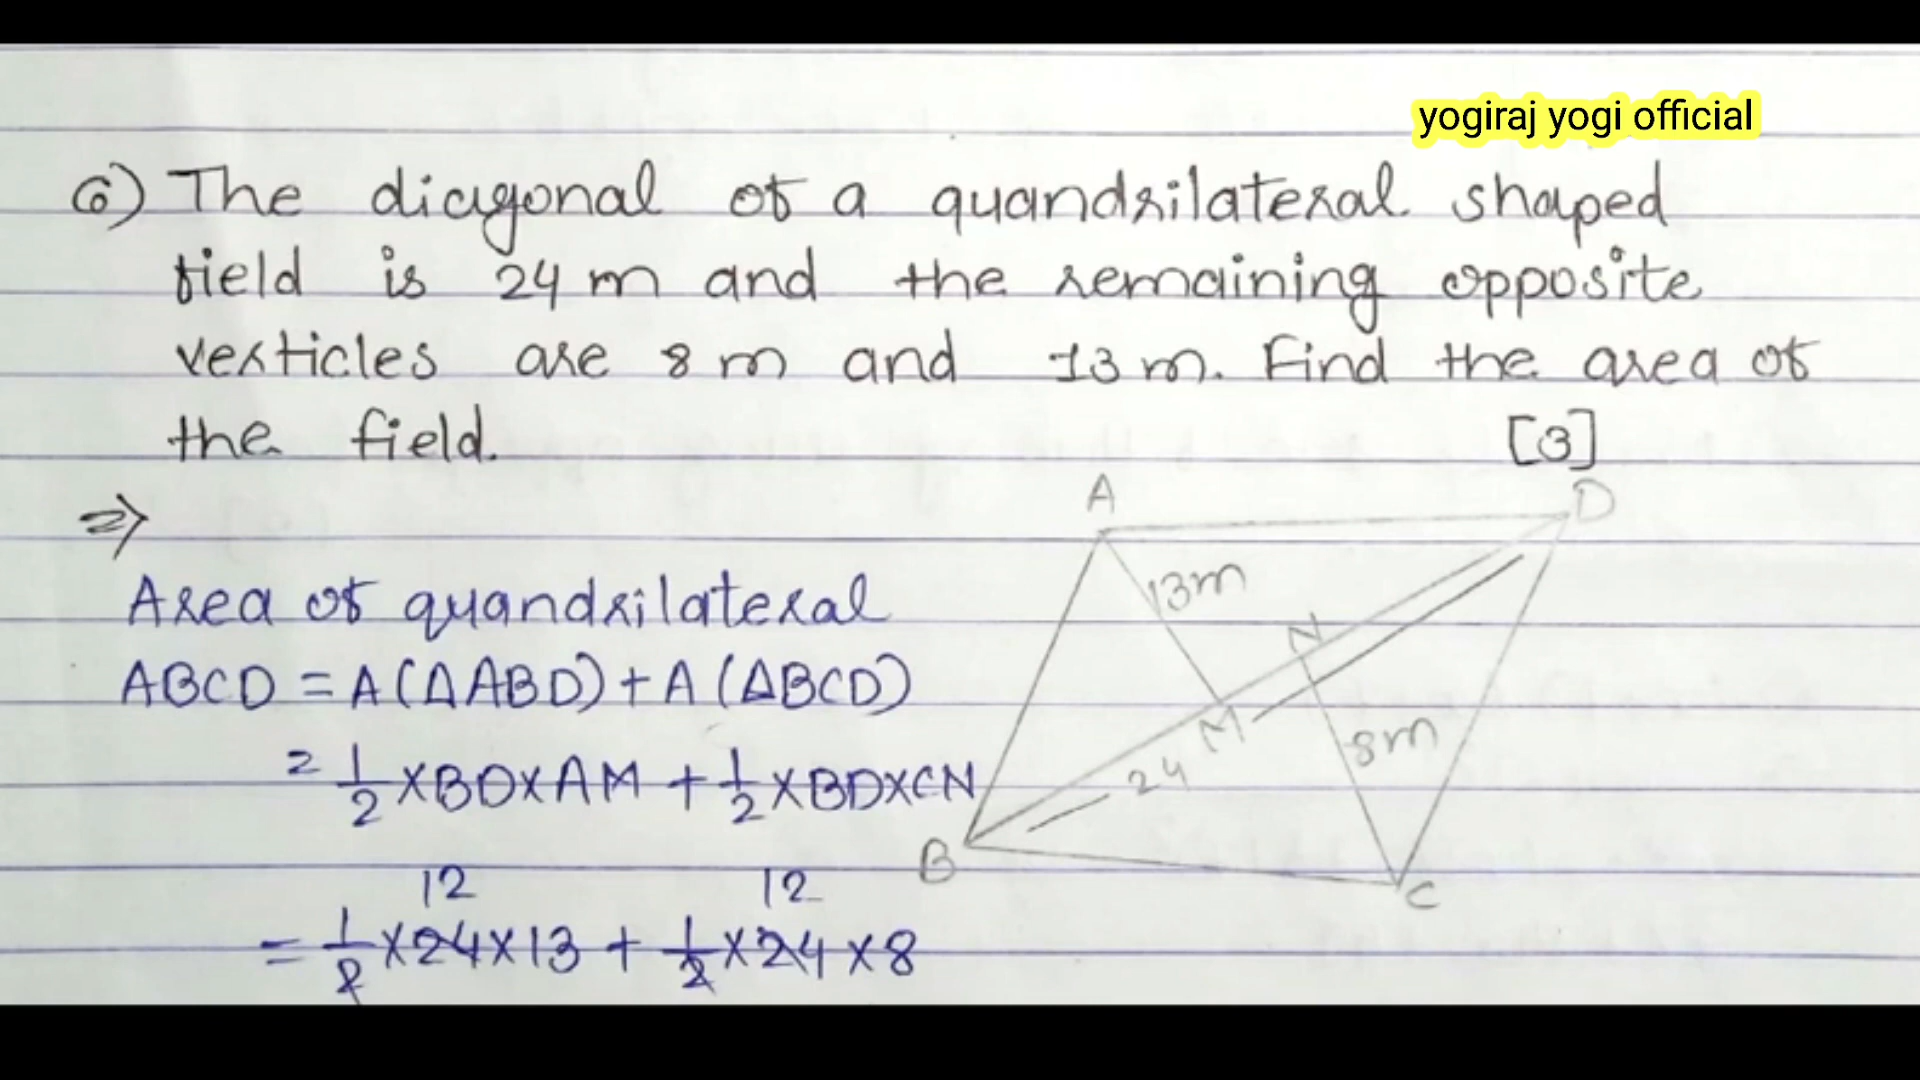 yogiraj yogi official
6) The diagonal of a quandrilateral shaped
field is 24 m and the remaining opposite
verticles are 8 m and 13 m. Find the area of
the field. [3]
⇒
A D
Area of quandrilateral
13m
N
ABCD = A(ΔABD) + A(ΔBCD)
M
8m
24
= 1/2 × BD × AM + 1/2 × BD × CN
B
C
12 12
= 1/2 × 24 × 13 + 1/2 × 24 × 8